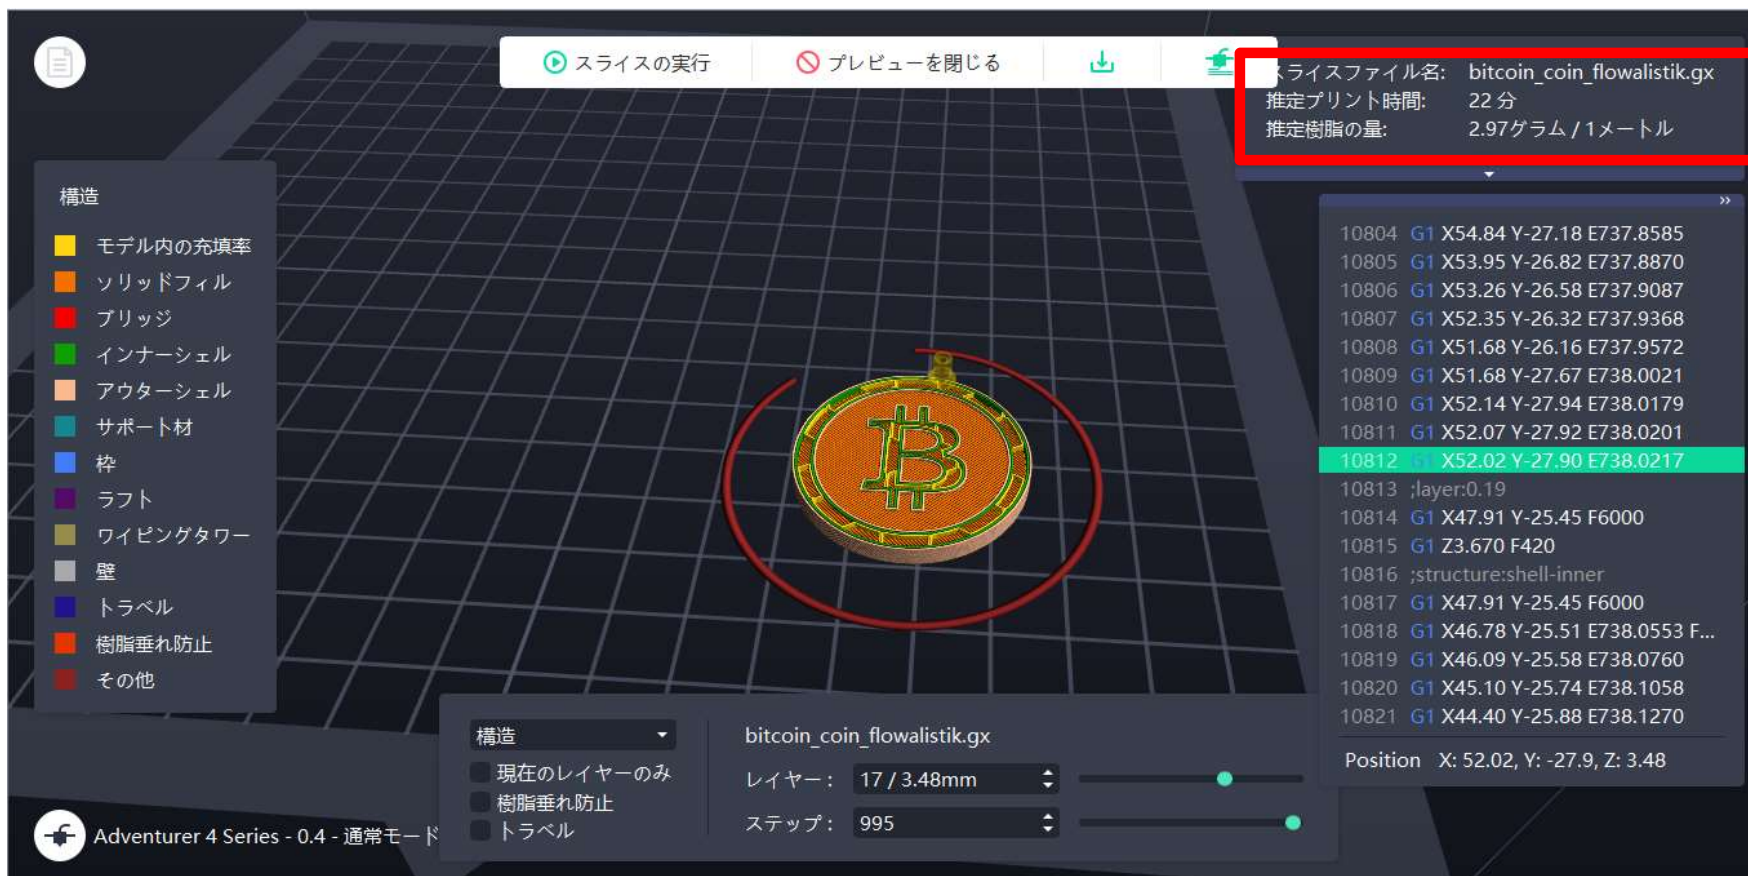 スライスの実行
プレビューを閉じる
スライスファイル名: bitcoin_coin_flowalistik.gx
推定プリント時間: 22 分
推定樹脂の量: 2.97グラム / 1メートル
構造
モデル内の充填率
ソリッドフィル
ブリッジ
インナーシェル
アウターシェル
サポート材
枠
ラフト
ワイピングタワー
壁
トラベル
樹脂垂れ防止
その他
»
10804 G1 X54.84 Y-27.18 E737.8585
10805 G1 X53.95 Y-26.82 E737.8870
10806 G1 X53.26 Y-26.58 E737.9087
10807 G1 X52.35 Y-26.32 E737.9368
10808 G1 X51.68 Y-26.16 E737.9572
10809 G1 X51.68 Y-27.67 E738.0021
10810 G1 X52.14 Y-27.94 E738.0179
10811 G1 X52.07 Y-27.92 E738.0201
10812 G1 X52.02 Y-27.90 E738.0217
10813 ;layer:0.19
10814 G1 X47.91 Y-25.45 F6000
10815 G1 Z3.670 F420
10816 ;structure:shell-inner
10817 G1 X47.91 Y-25.45 F6000
10818 G1 X46.78 Y-25.51 E738.0553 F...
10819 G1 X46.09 Y-25.58 E738.0760
10820 G1 X45.10 Y-25.74 E738.1058
10821 G1 X44.40 Y-25.88 E738.1270
Position X: 52.02, Y: -27.9, Z: 3.48
構造
現在のレイヤーのみ
樹脂垂れ防止
トラベル
bitcoin_coin_flowalistik.gx
レイヤー: 17 / 3.48mm
ステップ: 995
Adventurer 4 Series - 0.4 - 通常モード